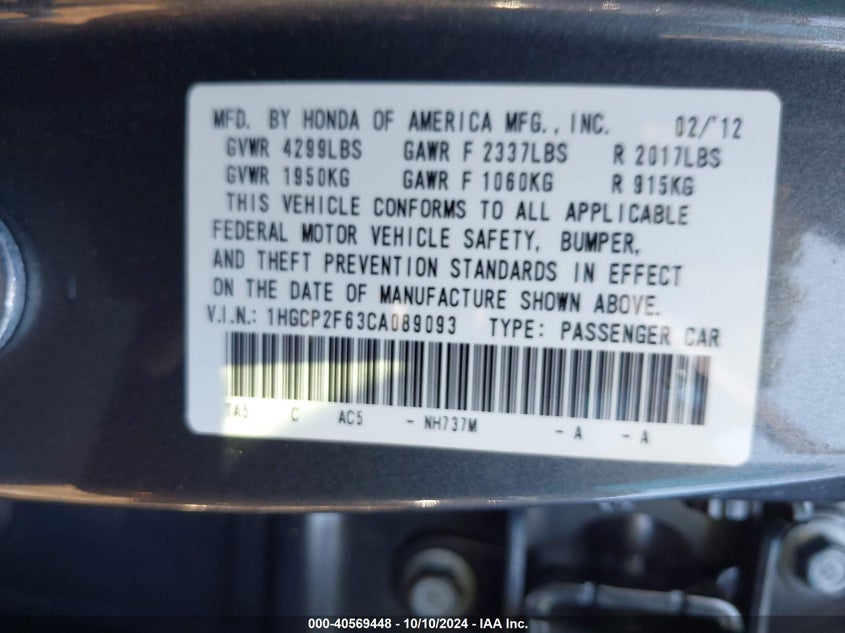 MFD. BY HONDA OF AMERICA MFG., INC. 02/'12
GVWR 4299LBS GAWR F 2337LBS R 2017LBS
GVWR 1950KG GAWR F 1060KG R 915KG
THIS VEHICLE CONFORMS TO ALL APPLICABLE
FEDERAL MOTOR VEHICLE SAFETY, BUMPER,
AND THEFT PREVENTION STANDARDS IN EFFECT
ON THE DATE OF MANUFACTURE SHOWN ABOVE.
V.I.N.: 1HGCP2F63CA089093 TYPE: PASSENGER CAR
TA5 C AC5 - NH737M - A - A
000-40569448 - 10/10/2024 - IAA Inc.